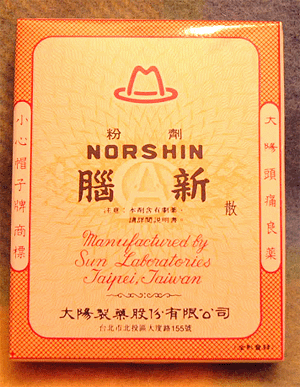 粉劑
NORSHIN
腦新散
注意：本劑含有劇藥，
請詳閱說明書。
Manufactured by
Sun Laboratories
Taipei, Taiwan
大陽製藥股份有限公司
台北市北投區大度路155號
小心帽子牌商標
大陽頭痛良藥